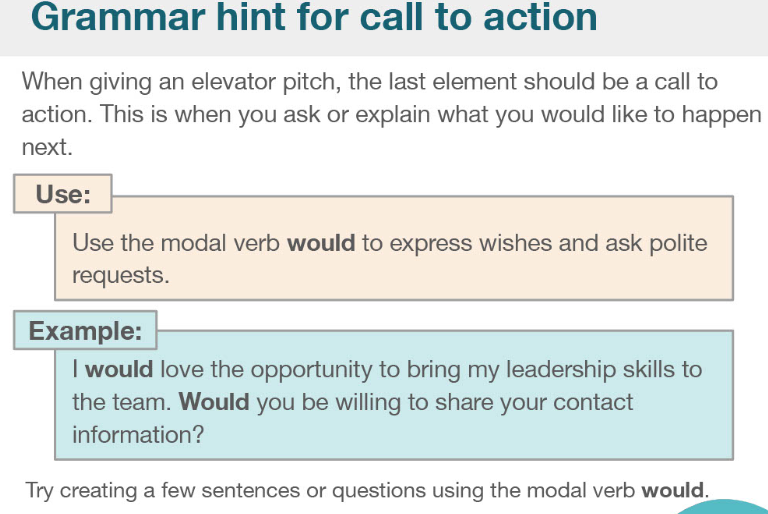 Grammar hint for call to action
When giving an elevator pitch, the last element should be a call to
action. This is when you ask or explain what you would like to happen
next.
Use:
Use the modal verb would to express wishes and ask polite
requests.
Example:
I would love the opportunity to bring my leadership skills to
the team. Would you be willing to share your contact
information?
Try creating a few sentences or questions using the modal verb would.